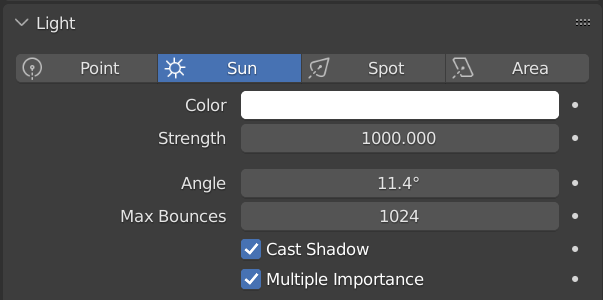 Light
Point Sun Spot Area
Color
Strength 1000.000
Angle 11.4°
Max Bounces 1024
Cast Shadow
Multiple Importance